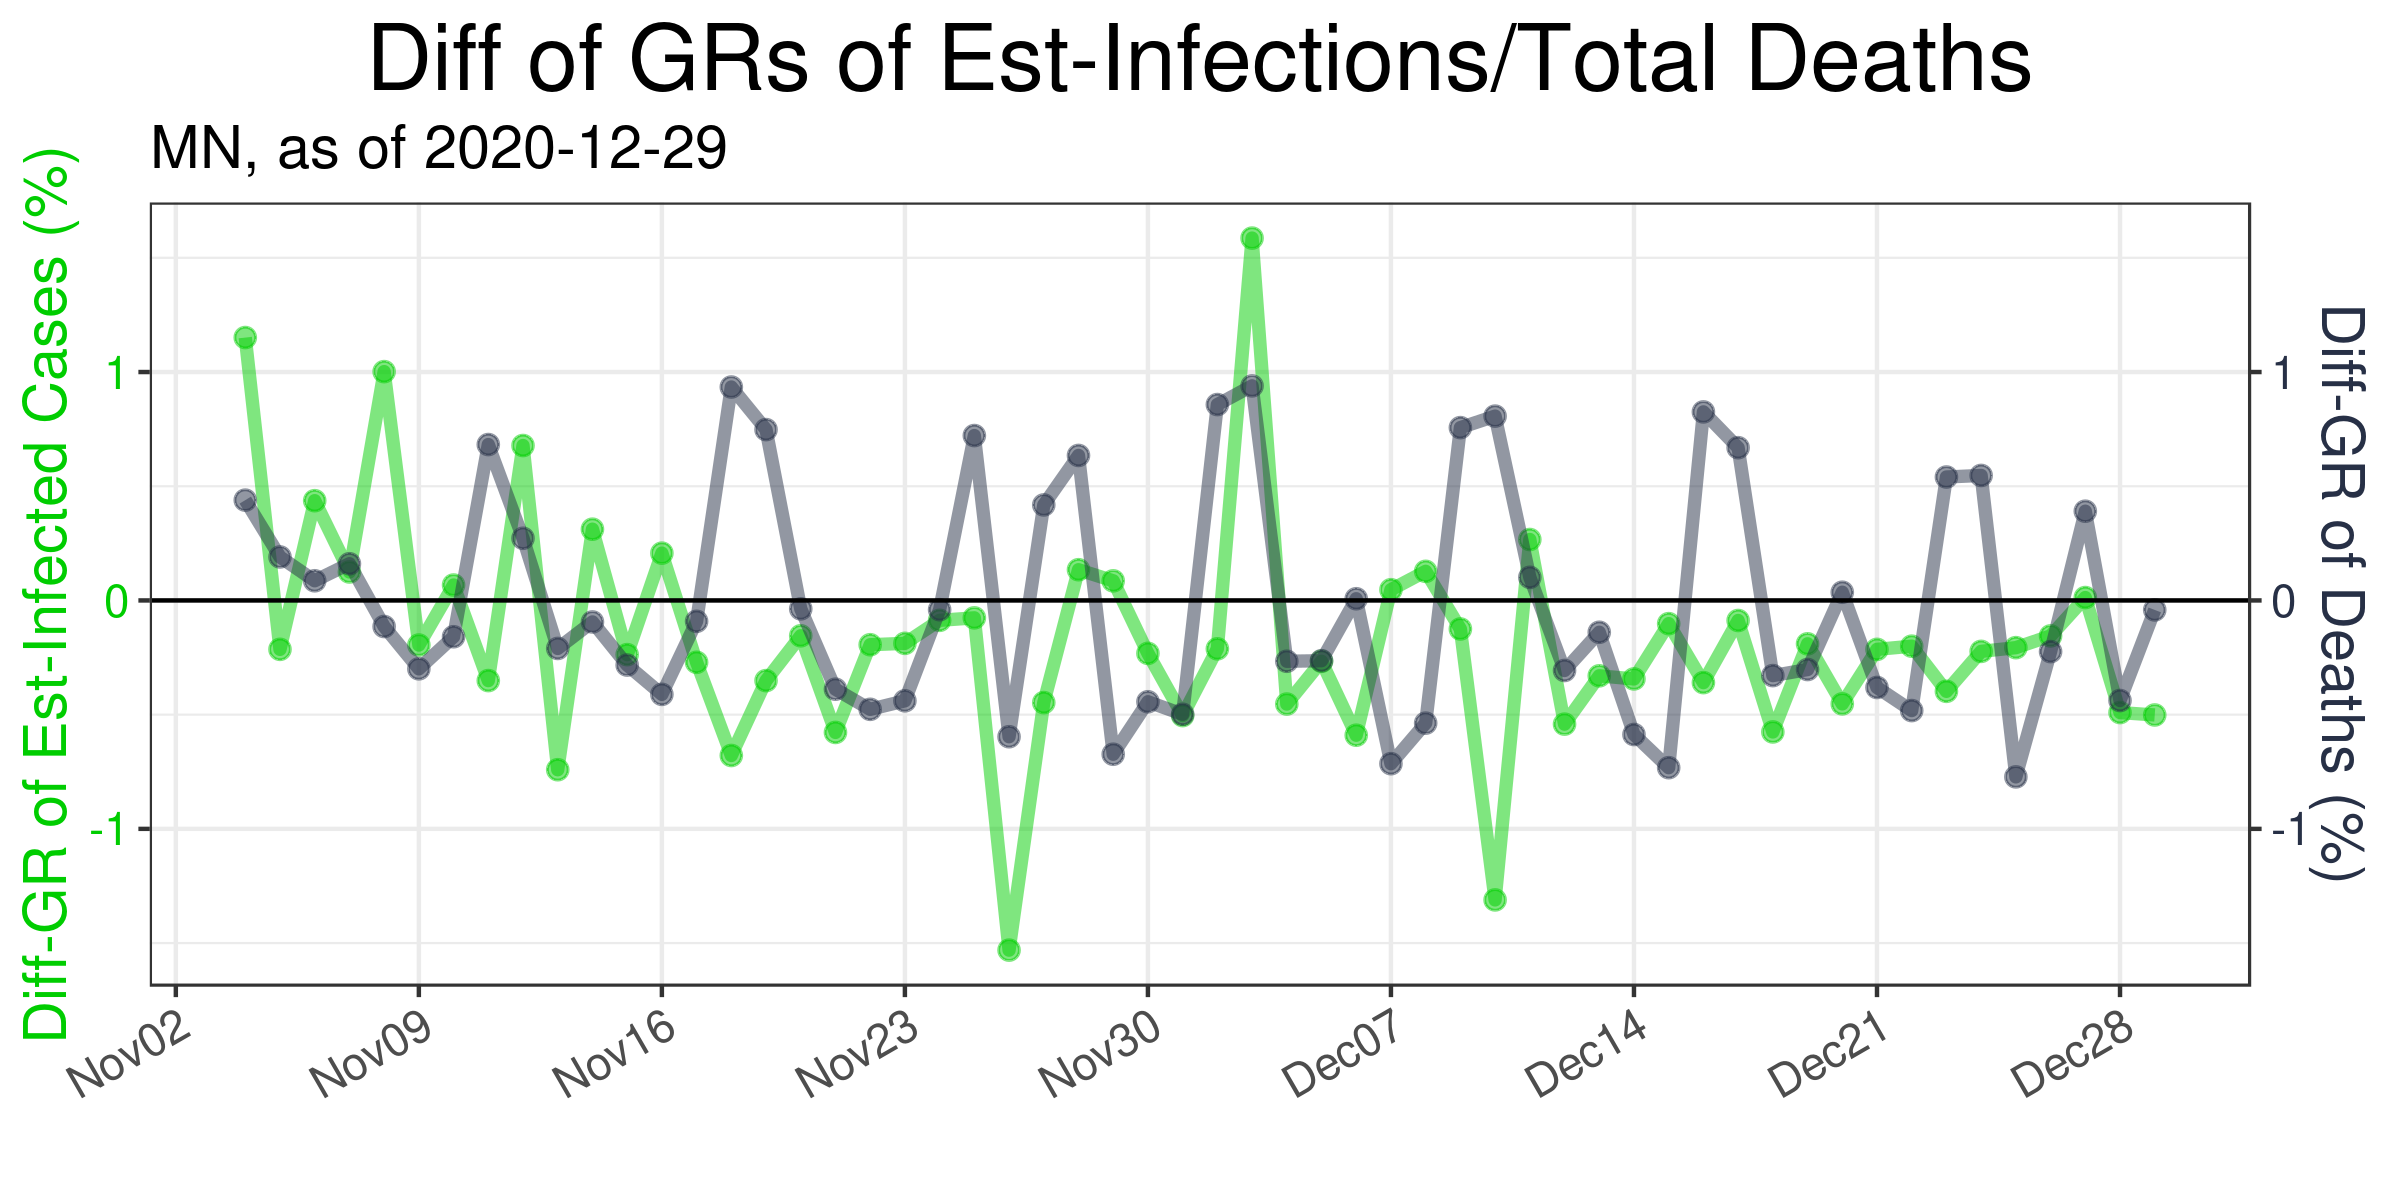 Diff of GRs of Est-Infections/Total Deaths
MN, as of 2020-12-29
Diff-GR of Est-Infected Cases (%)
1
0
-1
1
0
-1
Diff-GR of Deaths (%)
Nov02
Nov09
Nov16
Nov23
Nov30
Dec07
Dec14
Dec21
Dec28